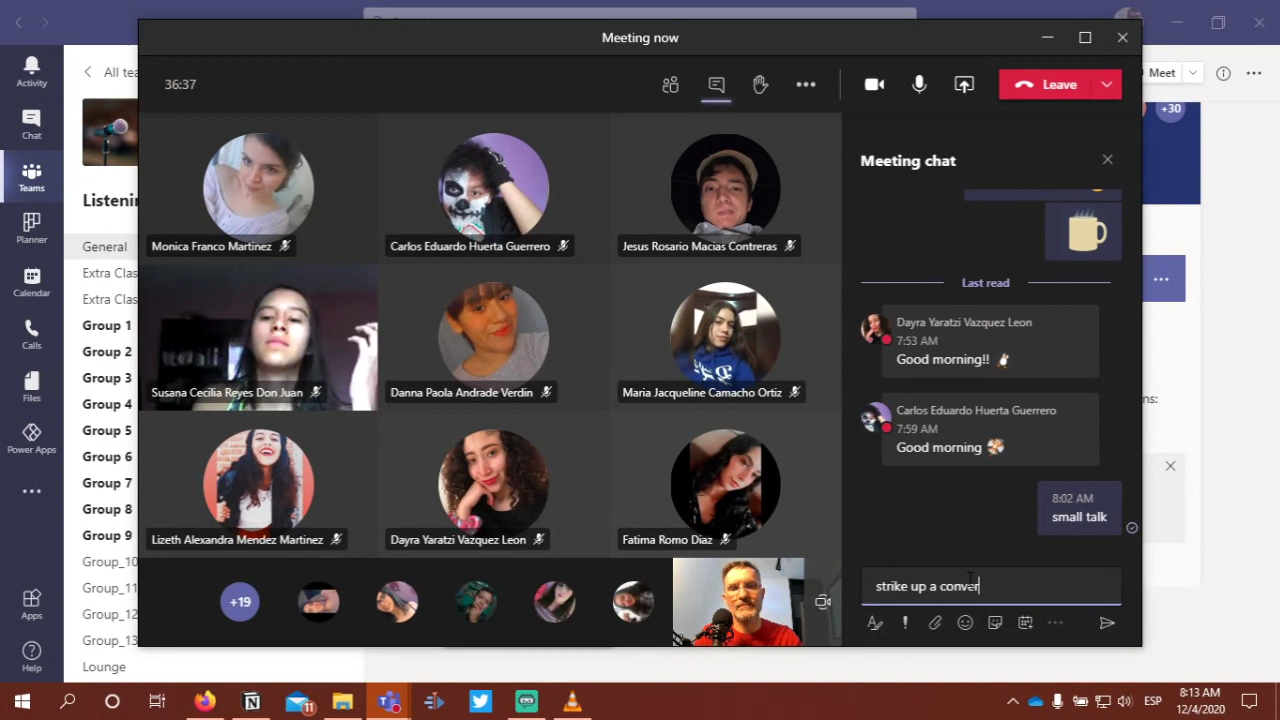 Meeting now
Activity
Chat
Teams
Planner
Calendar
Calls
Files
Power Apps
Apps
Help
All tea
Listenin
General
Extra Clas
Extra Clas
Group 1
Group 2
Group 3
Group 4
Group 5
Group 6
Group 7
Group 8
Group 9
Group_10
Group_11
Group_12
Group_13
Lounge
36:37
Leave
Meet
+30
Monica Franco Martinez
Carlos Eduardo Huerta Guerrero
Jesus Rosario Macias Contreras
Susana Cecilia Reyes Don Juan
Danna Paola Andrade Verdin
Maria Jacqueline Camacho Ortiz
Lizeth Alexandra Mendez Martinez
Dayra Yaratzi Vazquez Leon
Fatima Romo Diaz
+19
Meeting chat
Last read
Dayra Yaratzi Vazquez Leon
7:53 AM
Good morning!!
Carlos Eduardo Huerta Guerrero
7:59 AM
Good morning
8:02 AM
small talk
strike up a conver
ns:
11
ESP
8:13 AM
12/4/2020